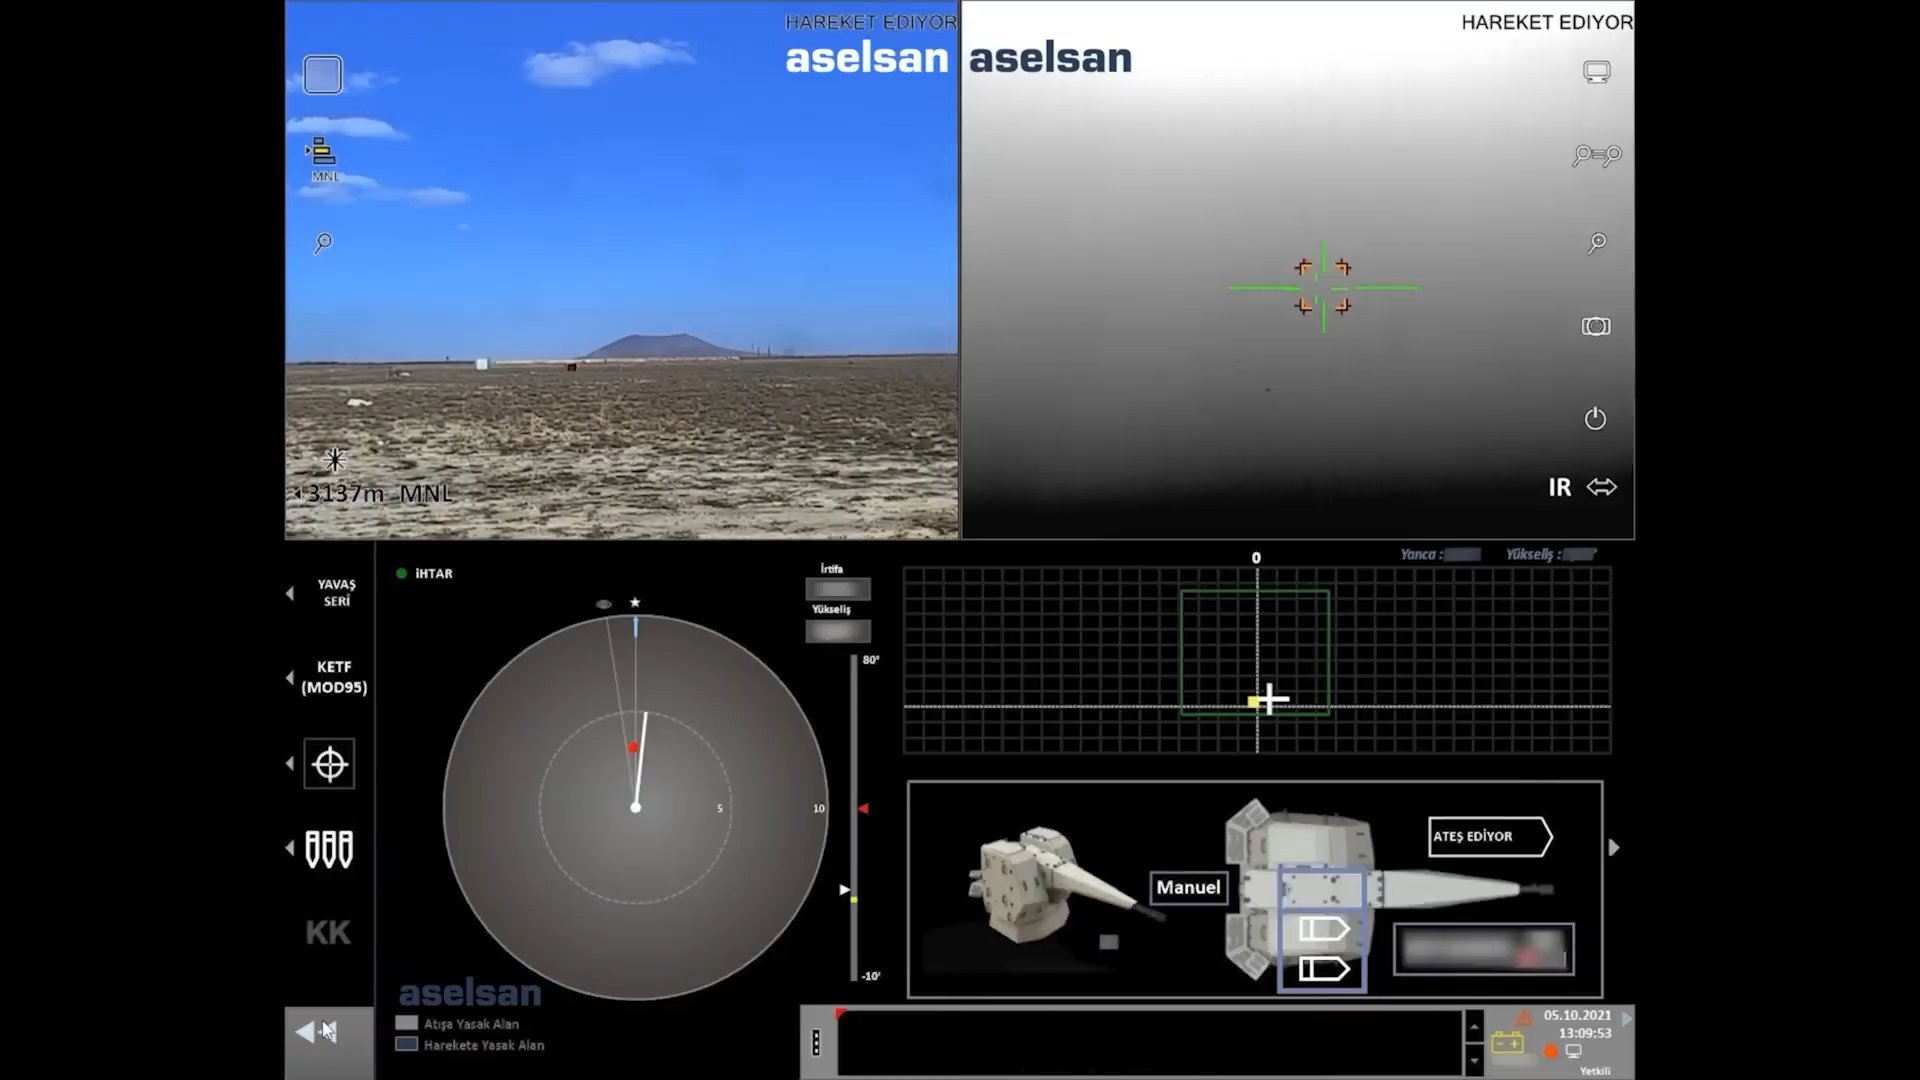 HAREKET EDIYOR
aselsan
MNL
3137m MNL
aselsan
HAREKET EDIYOR
IR
YAVAŞ
SERİ
KETF
(MOD95)
KK
İHTAR
İrtifa
Yükseliş
80°
5
10
-10°
aselsan
Atışa Yasak Alan
Harekete Yasak Alan
0
Yanca :
Yükseliş :
Manuel
ATEŞ EDİYOR
05.10.2021
13:09:53
Yetkili